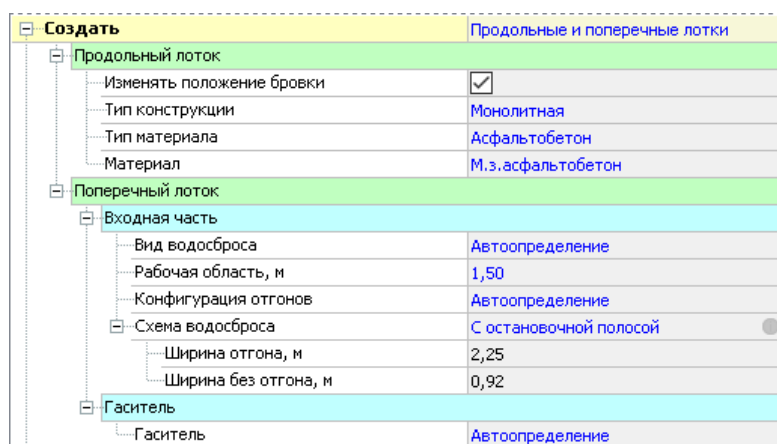 Создать Продольные и поперечные лотки
Продольный лоток
Изменять положение бровки
Тип конструкции Монолитная
Тип материала Асфальтобетон
Материал М.з.асфальтобетон
Поперечный лоток
Входная часть
Вид водосброса Автоопределение
Рабочая область, м 1,50
Конфигурация отгонов Автоопределение
Схема водосброса С остановочной полосой
Ширина отгона, м 2,25
Ширина без отгона, м 0,92
Гаситель
Гаситель Автоопределение